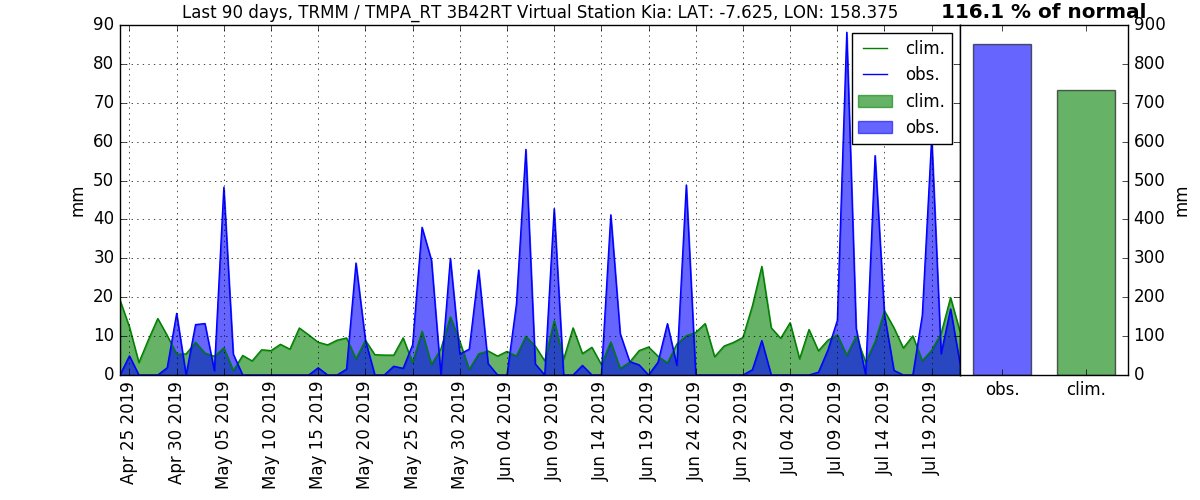 Last 90 days, TRMM / TMPA_RT 3B42RT Virtual Station Kia: LAT: -7.625, LON: 158.375
116.1 % of normal
90
80
70
60
50
40
30
20
10
0
mm
clim.
obs.
clim.
obs.
900
800
700
600
500
400
300
200
100
0
mm
Apr 25 2019
Apr 30 2019
May 05 2019
May 10 2019
May 15 2019
May 20 2019
May 25 2019
May 30 2019
Jun 04 2019
Jun 09 2019
Jun 14 2019
Jun 19 2019
Jun 24 2019
Jun 29 2019
Jul 04 2019
Jul 09 2019
Jul 14 2019
Jul 19 2019
obs.
clim.